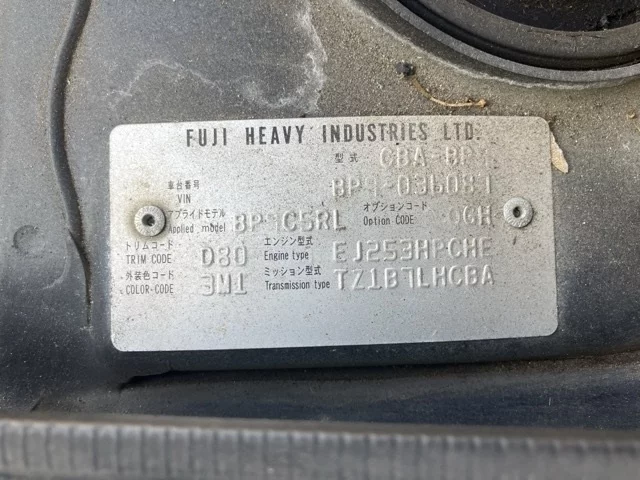 FUJI HEAVY INDUSTRIES LTD.
型式 CBA-BP9
車台番号 VIN BP9-036081
アプライドモデル Applied model BP9C5RL オプションコード Option CODE OGH
トリムコード TRIM CODE D80 エンジン型式 Engine type EJ253HPCHE
外装色コード COLOR-CODE 3M1 ミッション型式 Transmission type TZ1B7LHCBA